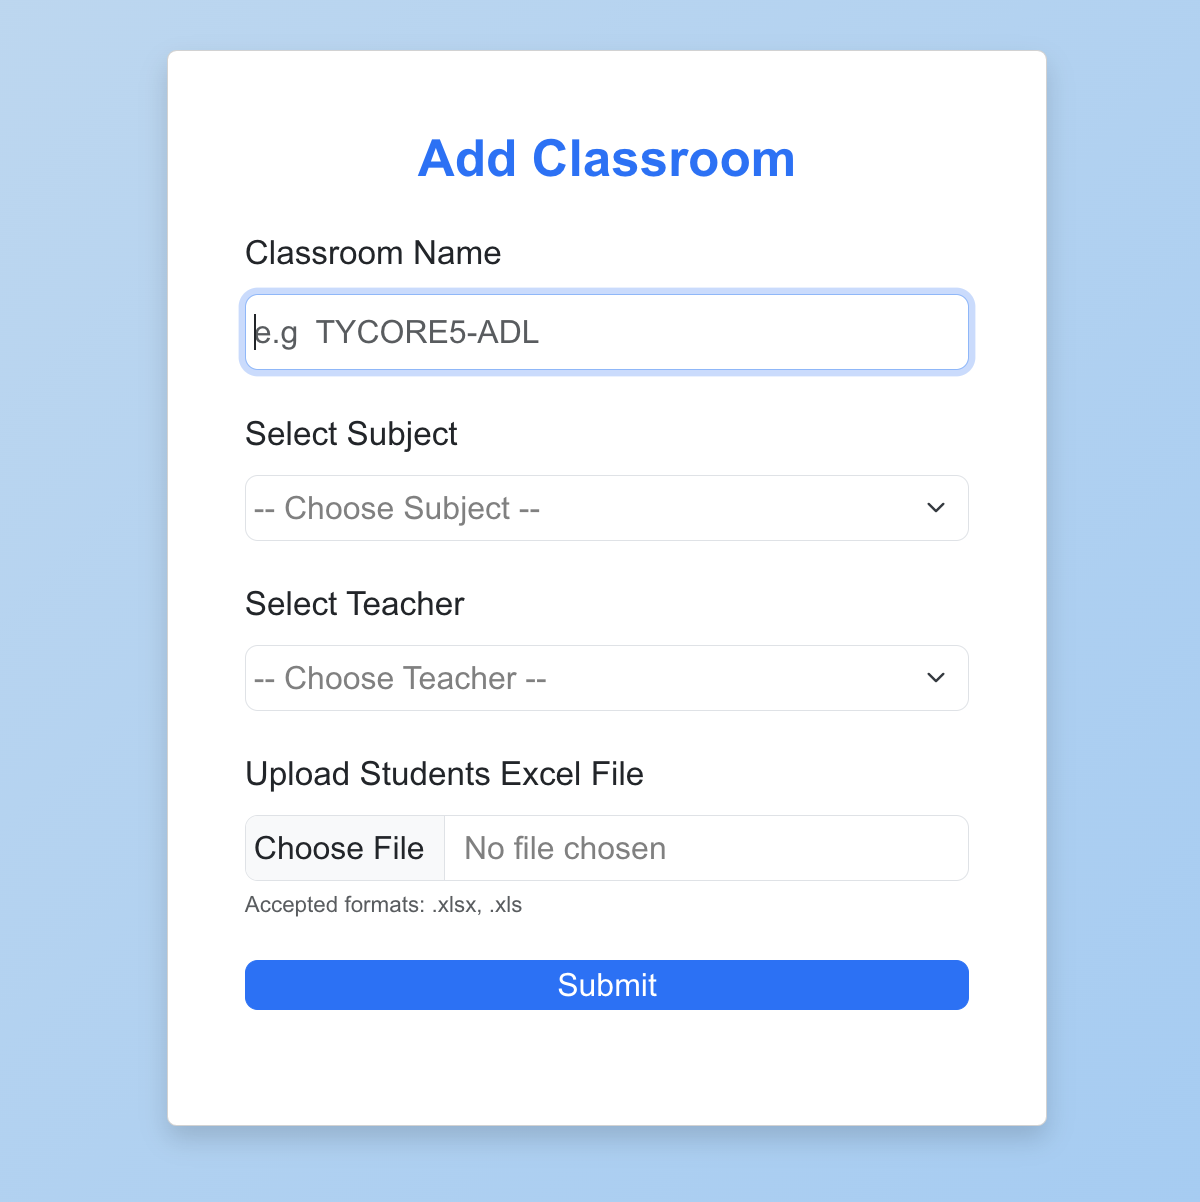 Add Classroom
Classroom Name
e.g  TYCORE5-ADL
Select Subject
-- Choose Subject --
Select Teacher
-- Choose Teacher --
Upload Students Excel File
Choose File No file chosen
Accepted formats: .xlsx, .xls
Submit